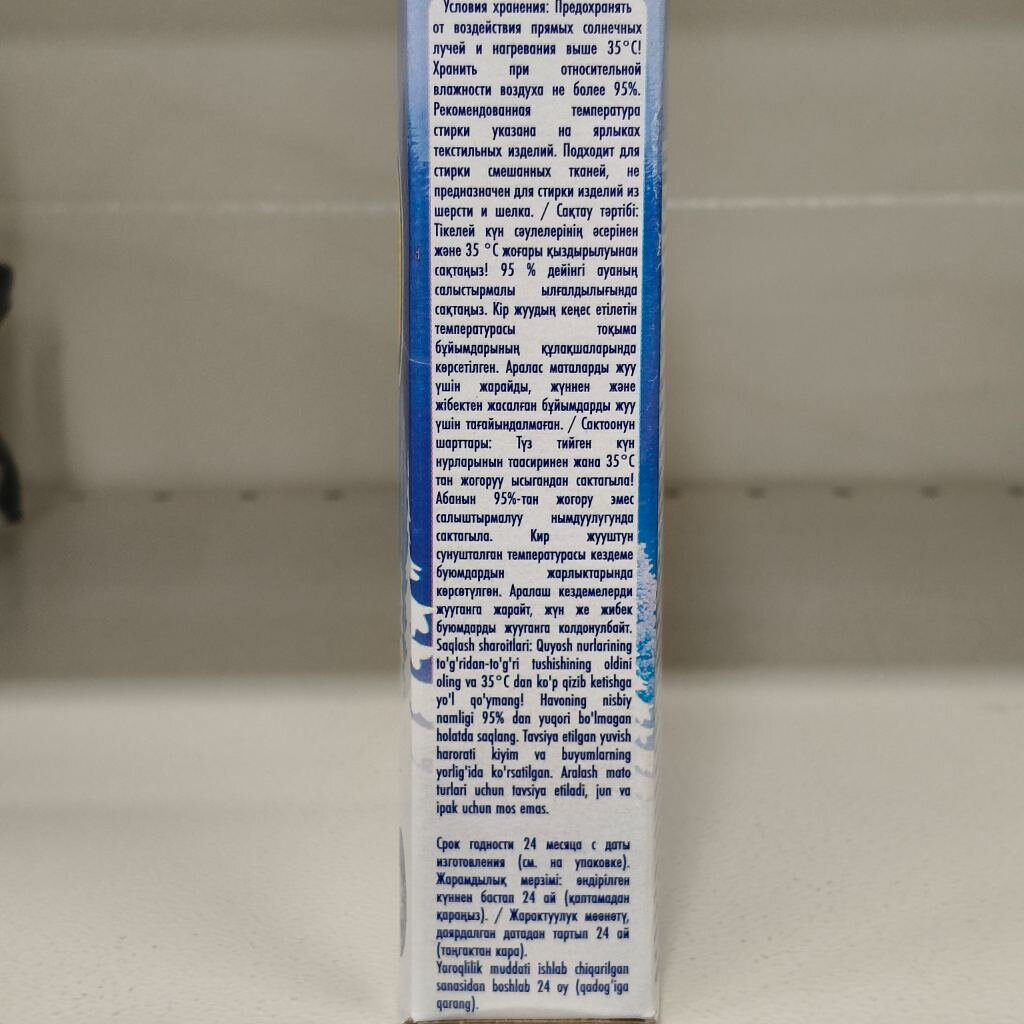 Условия хранения: Предохранять
от воздействия прямых солнечных
лучей и нагревания выше 35°C!
Хранить при относительной
влажности воздуха не более 95%.
Рекомендованная температура
стирки указана на ярлыках
текстильных изделий. Подходит для
стирки смешанных тканей, не
предназначен для стирки изделий из
шерсти и шелка. / Сақтау тәртібі:
Тікелей күн сәулелерінің әсерінен
және 35 °C жоғары қыздырылуынан
сақтаңыз! 95 % дейінгі ауаның
салыстырмалы ылғалдылығында
сақтаңыз. Кір жуудың кеңес етілетін
температурасы тоқыма
бұйымдарының құлақшаларында
көрсетілген. Аралас маталарды жуу
үшін жарайды, жүннен және
жібектен жасалған бұйымдарды жуу
үшін тағайындалмаған. / Сактоонун
шарттары: Түз тийген күн
нурларынын таасиринен жана 35°C
тан жогоруу ысыгандан сактагыла!
Абанын 95%-тан жогору эмес
салыштырмалуу нымдуулугунда
сактагыла. Кир жууштун
сунушталган температурасы кездеме
буюмдардын жарлыктарында
көрсөтүлгөн. Аралаш кездемелерди
жууганга жарайт, жүн же жибек
буюмдарды жууганга колдонулбайт.
Saqlash sharoitlari: Quyosh nurlarining
to'g'ridan-to'g'ri tushishining oldini
oling va 35°C dan ko'p qizib ketishga
yo'l qo'ymang! Havoning nisbiy
namligi 95% dan yuqori bo'lmagan
holatda saqlang. Tavsiya etilgan yuvish
harorati kiyim va buyumlarning
yorlig'ida ko'rsatilgan. Aralash mato
turlari uchun tavsiya etiladi, jun va
ipak uchun mos emas.
Срок годности 24 месяца с даты
изготовления (см. на упаковке).
Жарамдылық мерзімі: өндірілген
күннен бастап 24 ай (қаптамадан
қараңыз). / Жарактуулук мөөнөтү,
даярдалган датадан тартып 24 ай
(таңгактан кара).
Yaroqlilik muddati ishlab chiqarilgan
sanasidan boshlab 24 oy (qadog'iga
qarang).